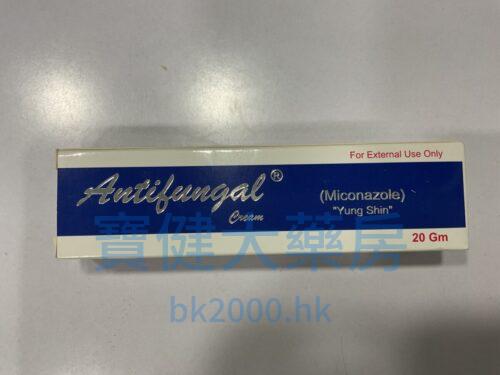 For External Use Only
Antifungal®
Cream
(Miconazole)
"Yung Shin"
20 Gm
寶健大藥房
bk2000.hk